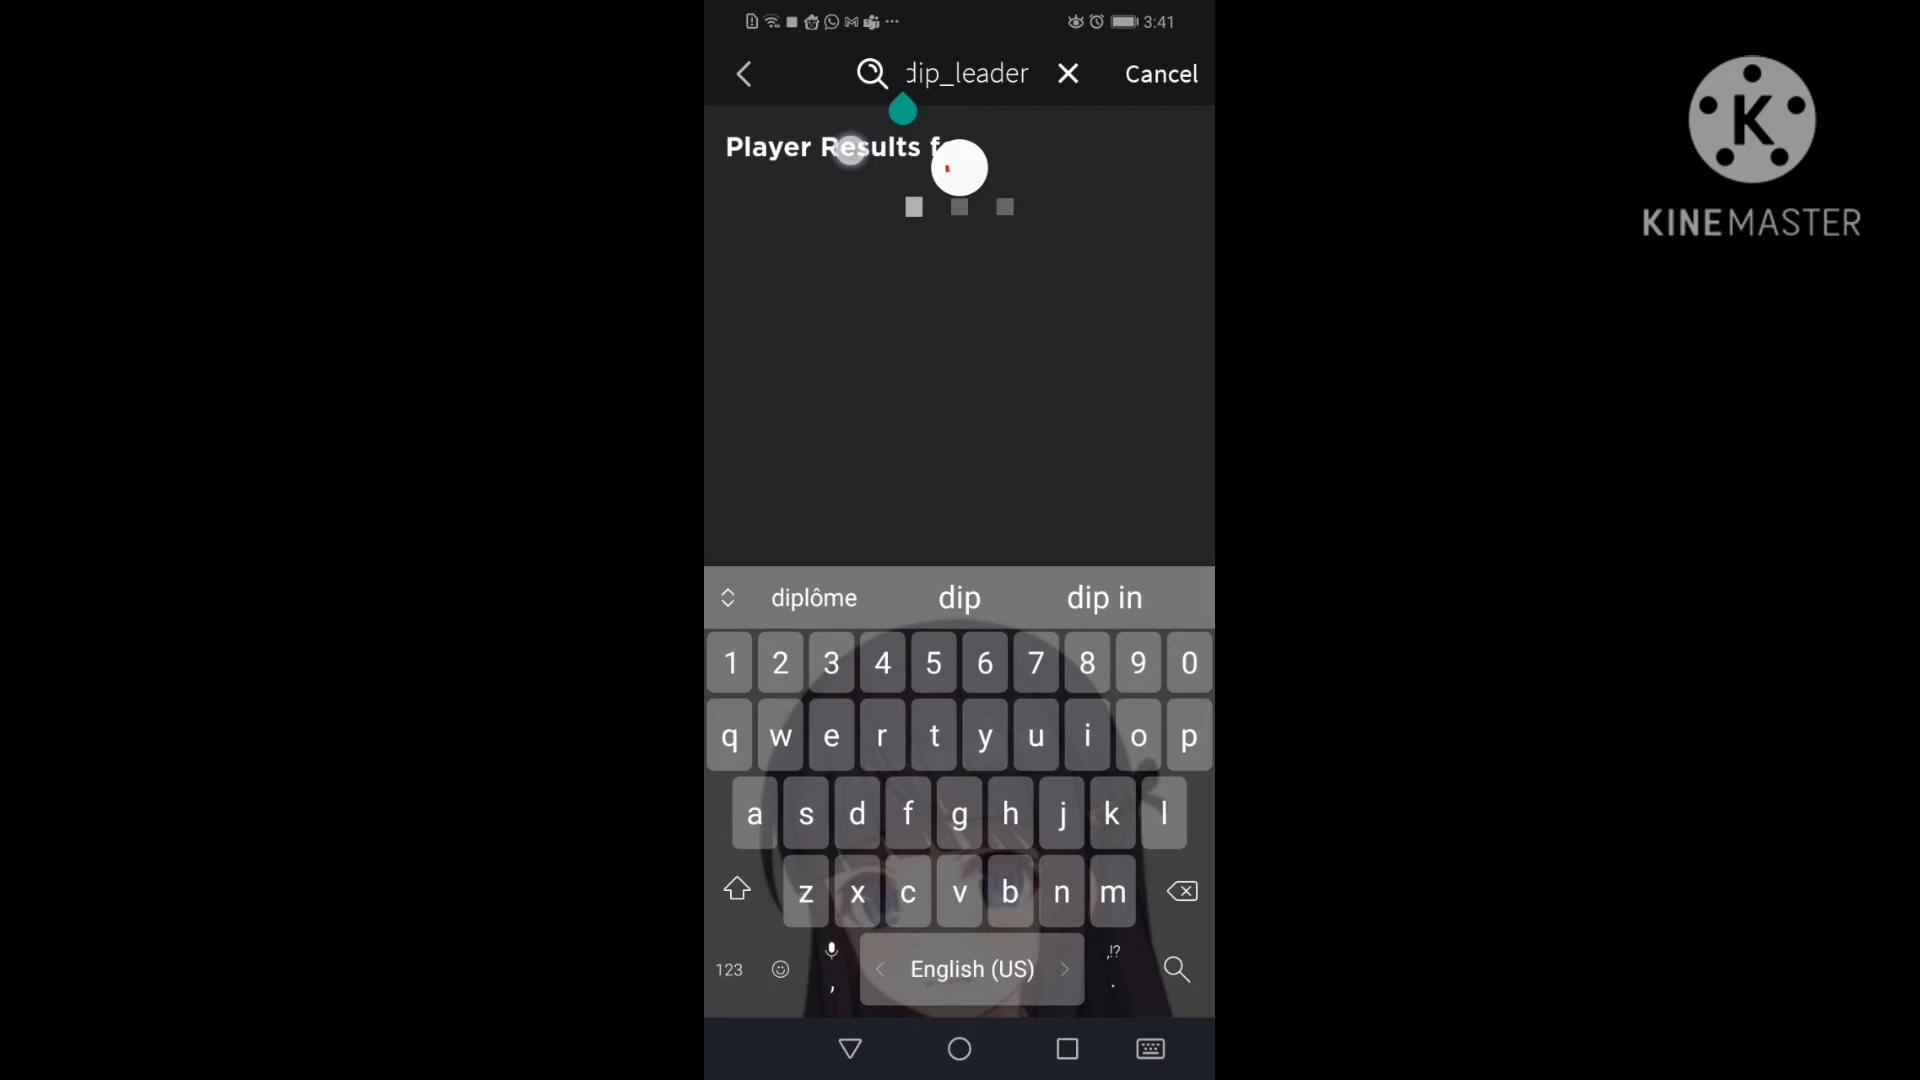 3:41
dip_leader
Cancel
Player Results
diplôme dip dip in
1 2 3 4 5 6 7 8 9 0
q w e r t y u i o p
a s d f g h j k l
z x c v b n m
123 , English (US) ,!? .
K
KINEMASTER